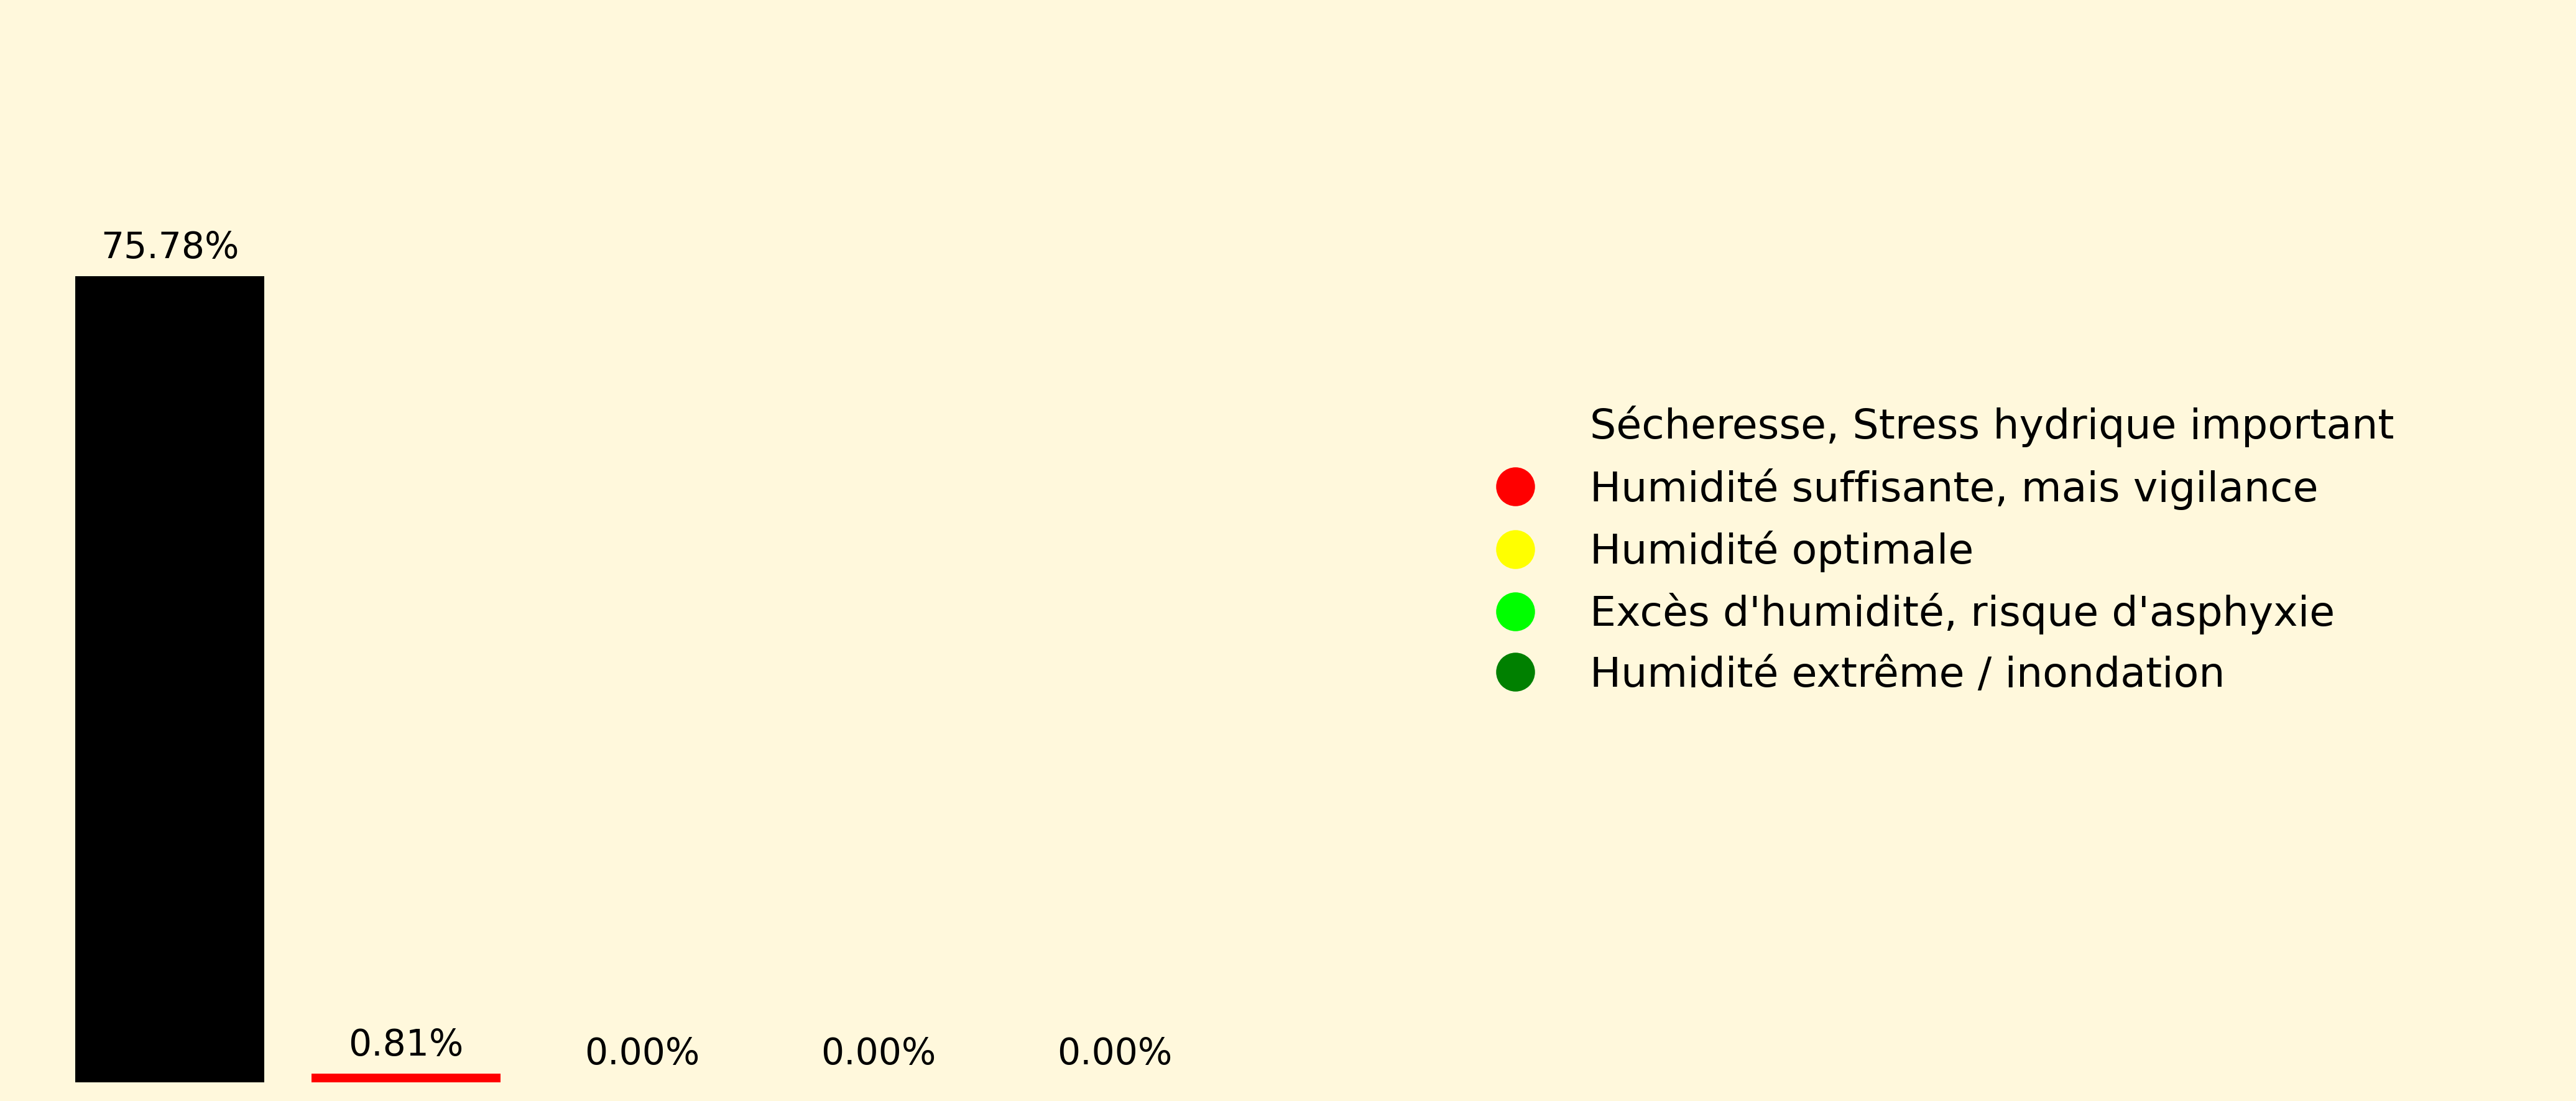 75.78%
0.81%
0.00%
0.00%
0.00%
Sécheresse, Stress hydrique important
Humidité suffisante, mais vigilance
Humidité optimale
Excès d'humidité, risque d'asphyxie
Humidité extrême / inondation